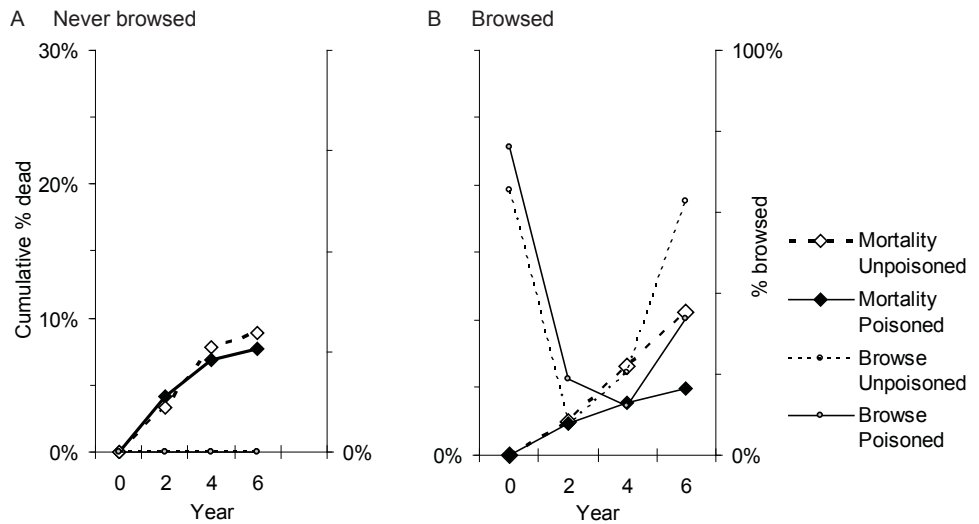 A Never browsed
30%
20%
10%
0%
Cumulative % dead
0%
0 2 4 6
Year
B Browsed
100%
0%
0%
% browsed
0 2 4 6
Year
Mortality
Unpoisoned
Mortality
Poisoned
Browse
Unpoisoned
Browse
Poisoned